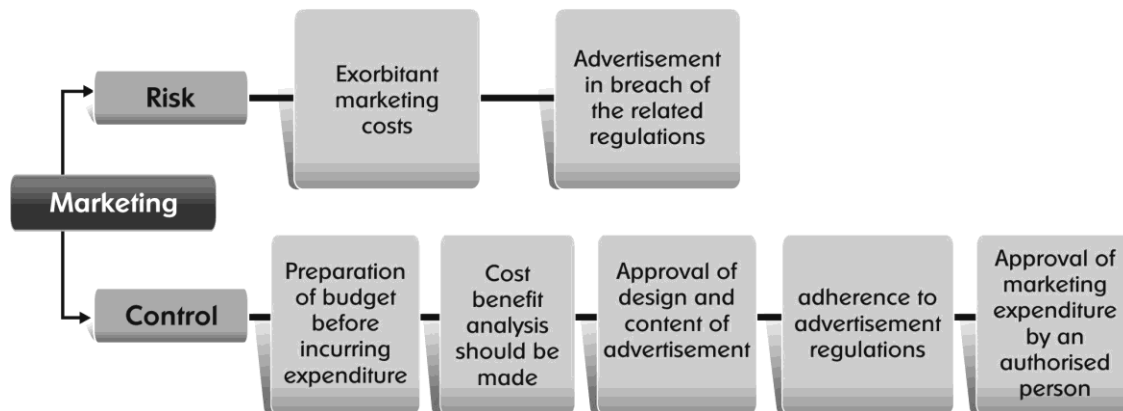 Risk
Exorbitant
marketing
costs
Advertisement
in breach of
the related
regulations
Marketing
Control
Preparation
of budget
before
incurring
expenditure
Cost
benefit
analysis
should be
made
Approval of
design and
content of
advertisement
adherence to
advertisement
regulations
Approval of
marketing
expenditure
by an
authorised
person